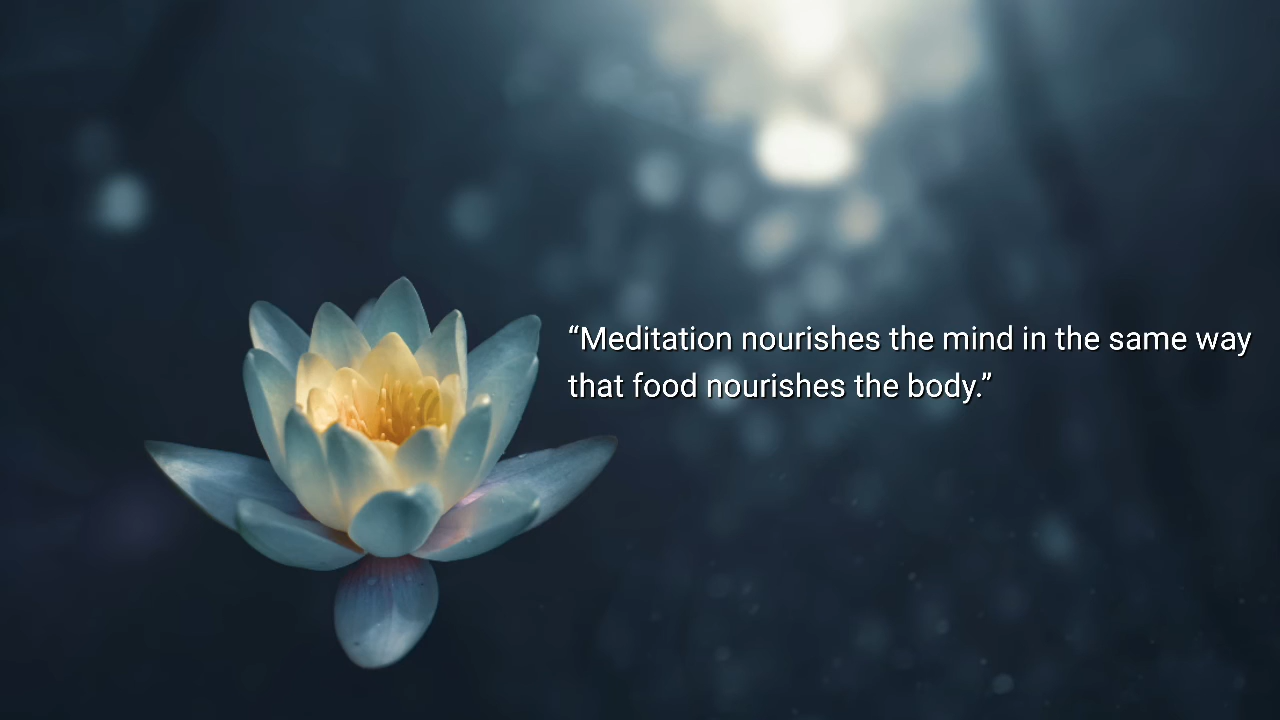 “Meditation nourishes the mind in the same way
that food nourishes the body.”